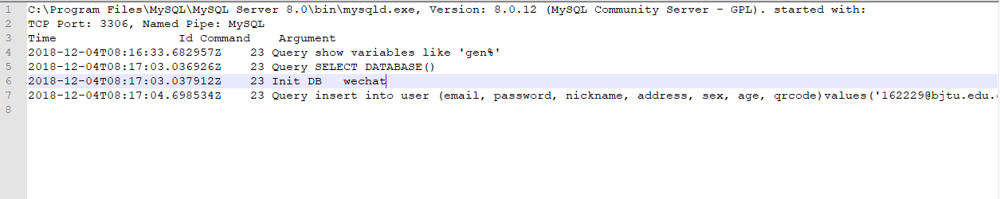 1 C:\Program Files\MySQL\MySQL Server 8.0\bin\mysqld.exe, Version: 8.0.12 (MySQL Community Server - GPL). started with:
2 TCP Port: 3306, Named Pipe: MySQL
3 Time                 Id Command    Argument
4 2018-12-04T08:16:33.682957Z    23 Query show variables like 'gen%'
5 2018-12-04T08:17:03.036926Z    23 Query SELECT DATABASE()
6 2018-12-04T08:17:03.037912Z    23 Init DB   wechat
7 2018-12-04T08:17:04.698534Z    23 Query insert into user (email, password, nickname, address, sex, age, qrcode)values('162229@bjtu.edu.
8